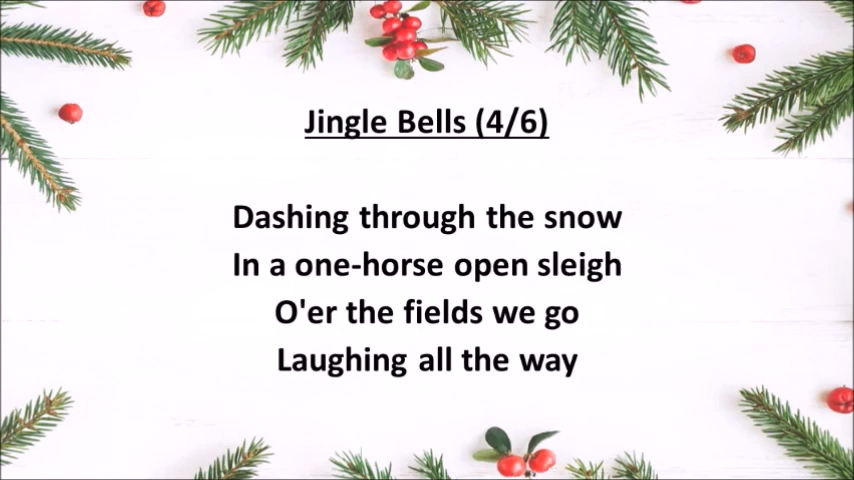 Jingle Bells (4/6)
Dashing through the snow
In a one-horse open sleigh
O'er the fields we go
Laughing all the way